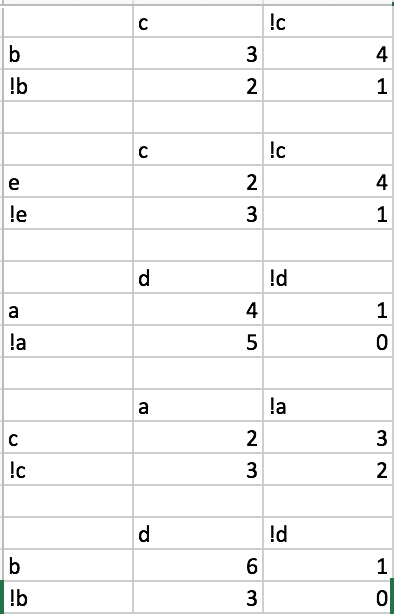 c !c
b 3 4
!b 2 1
c !c
e 2 4
!e 3 1
d !d
a 4 1
!a 5 0
a !a
c 2 3
!c 3 2
d !d
b 6 1
!b 3 0